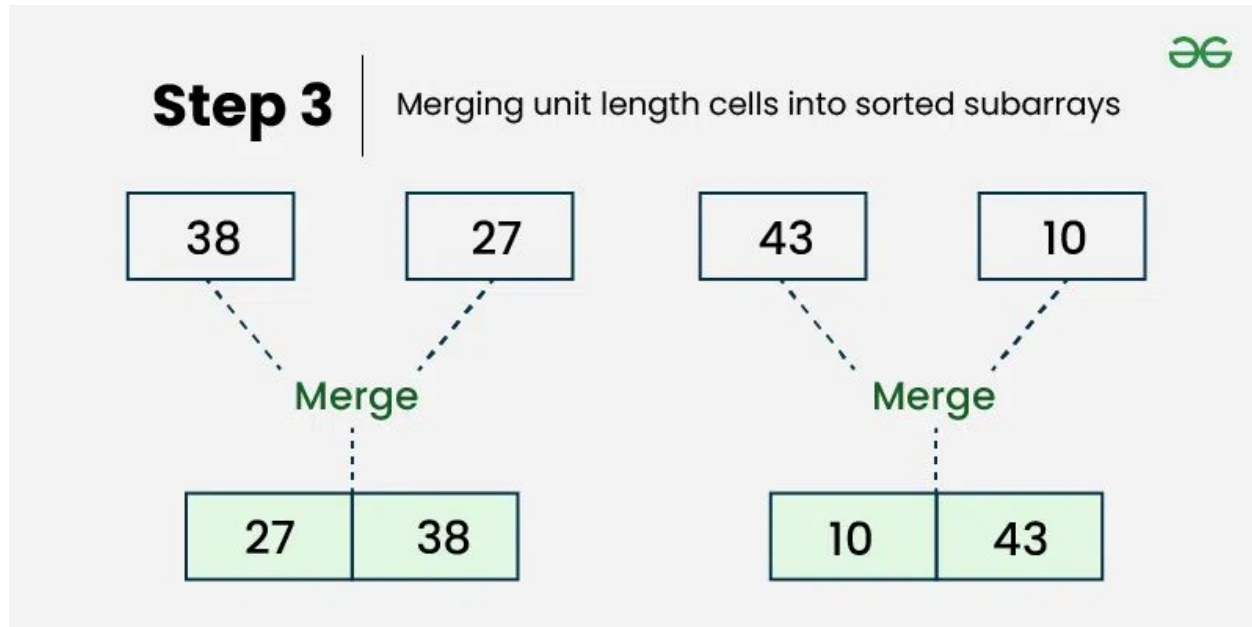 Step 3
Merging unit length cells into sorted subarrays
38 27 43 10
Merge Merge
27 38 10 43